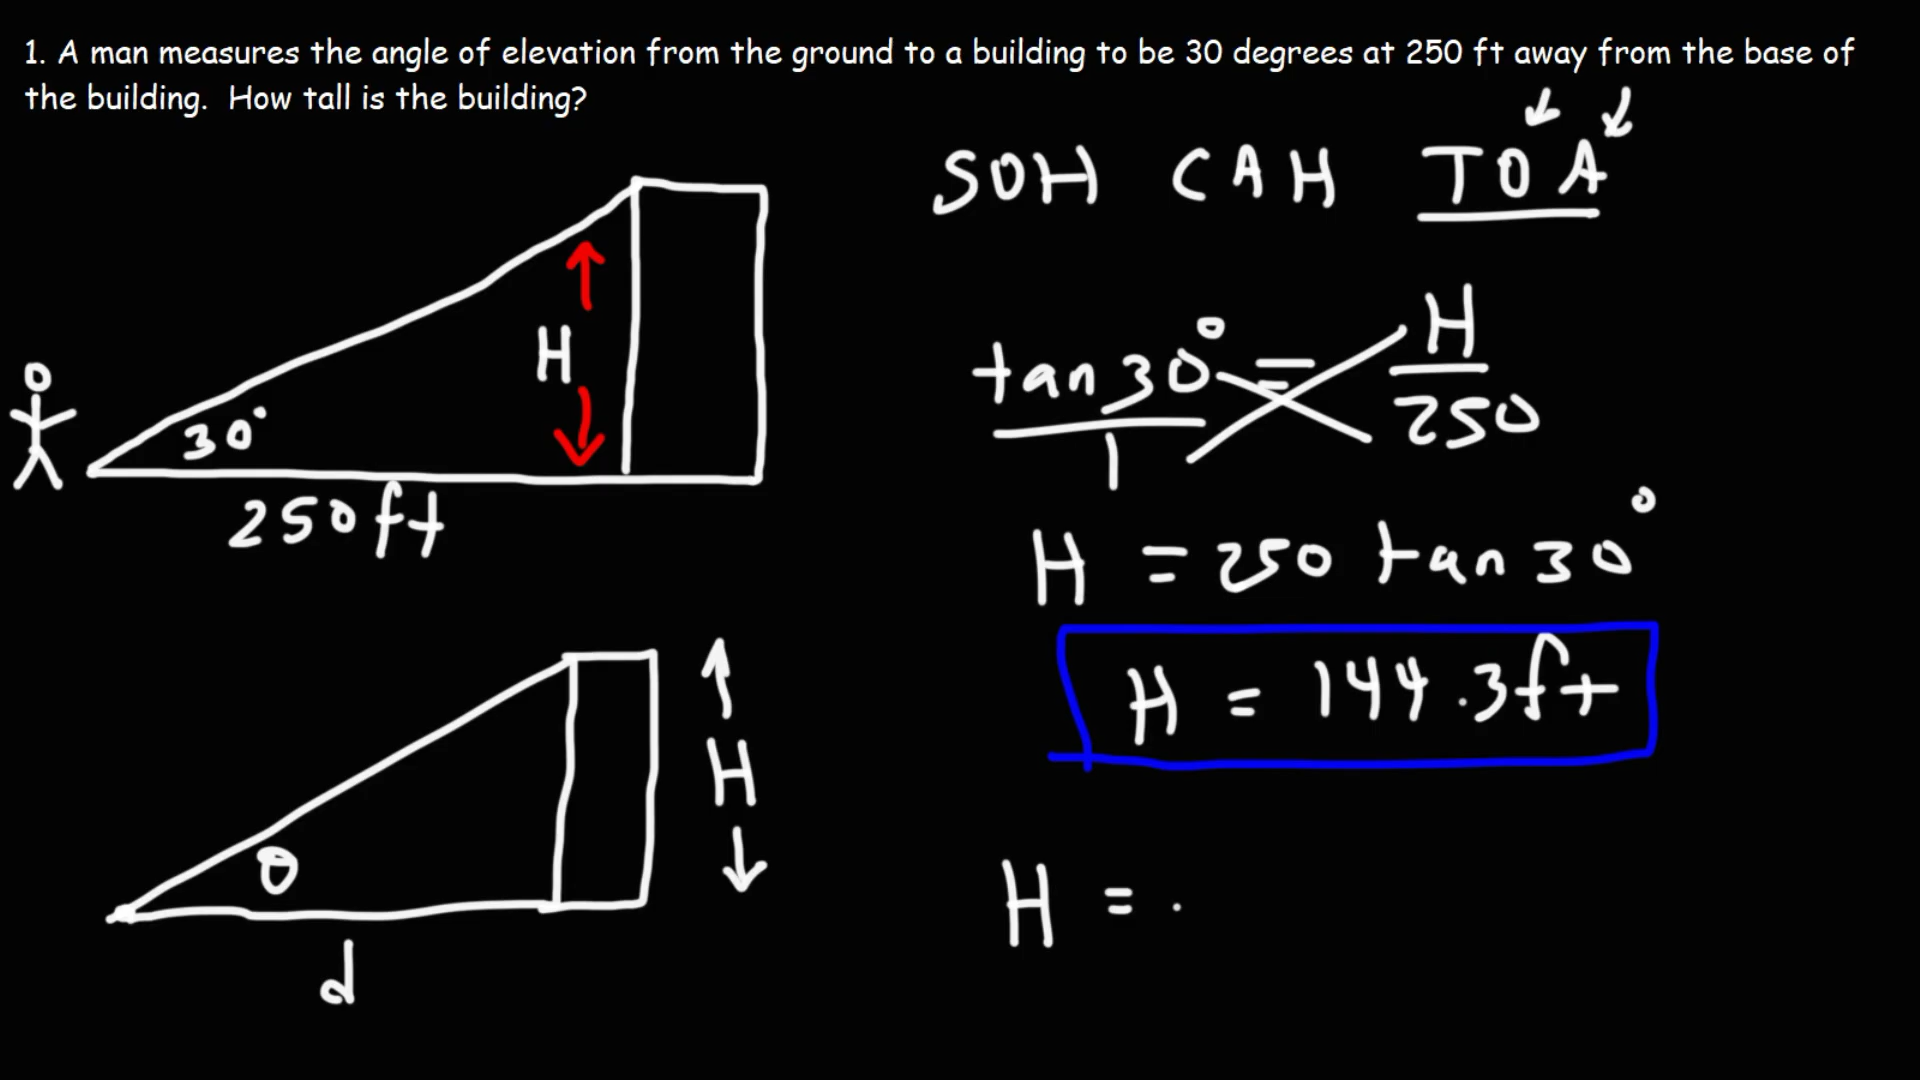 1. A man measures the angle of elevation from the ground to a building to be 30 degrees at 250 ft away from the base of
the building.  How tall is the building?
SOH CAH TOA
H
30°
250ft
tan30° = H
1 250
H = 250 tan 30°
H = 144.3ft
H
θ
d
H = .